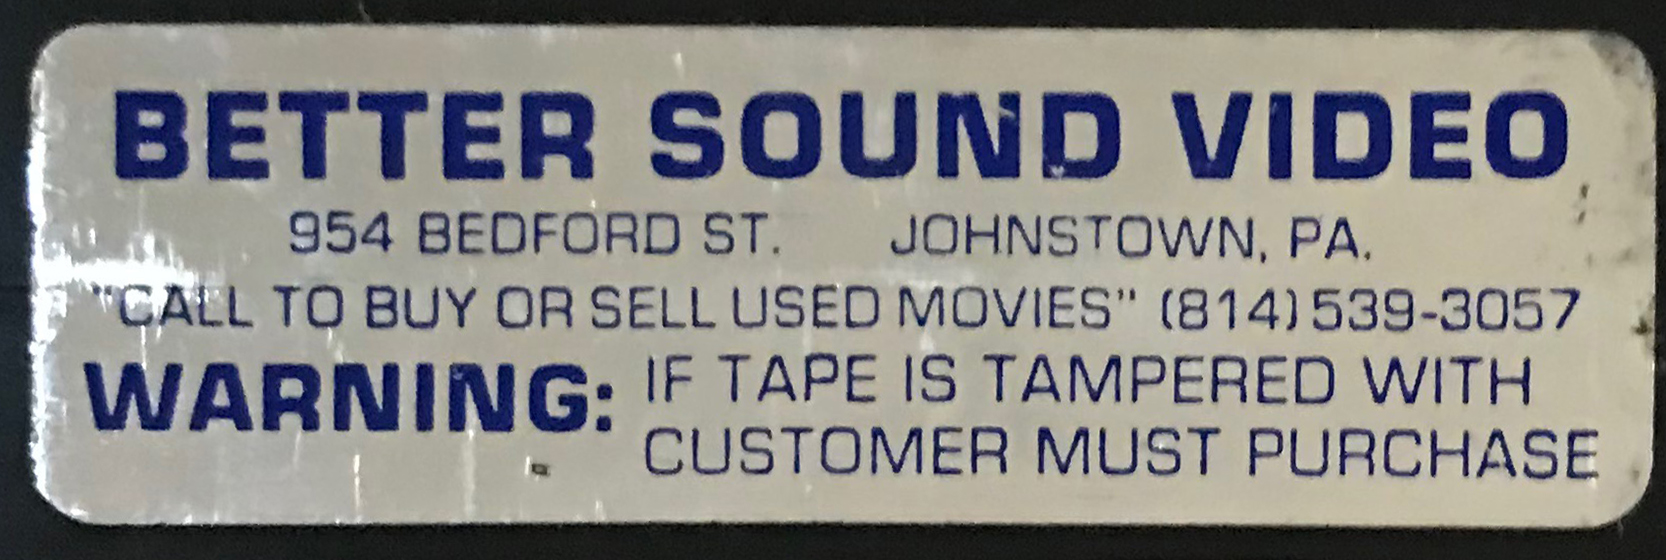 BETTER SOUND VIDEO
954 BEDFORD ST. JOHNSTOWN, PA.
"CALL TO BUY OR SELL USED MOVIES" (814)539-3057
WARNING: IF TAPE IS TAMPERED WITH
CUSTOMER MUST PURCHASE